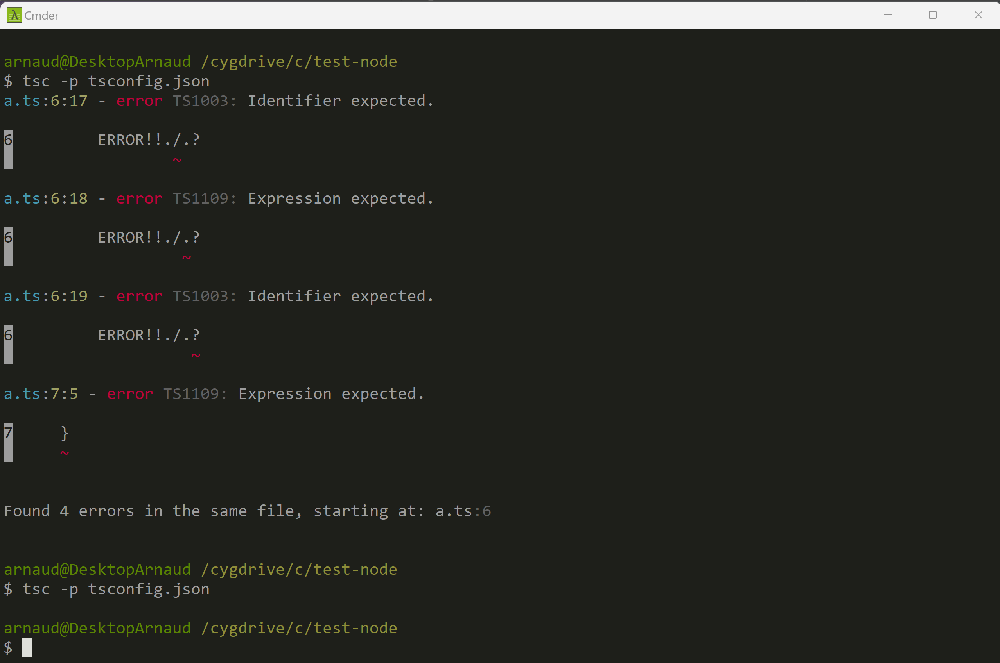 λ Cmder
arnaud@DesktopArnaud /cygdrive/c/test-node
$ tsc -p tsconfig.json
a.ts:6:17 - error TS1003: Identifier expected.
6         ERROR!!./.?
                  ~
a.ts:6:18 - error TS1109: Expression expected.
6         ERROR!!./.?
                   ~
a.ts:6:19 - error TS1003: Identifier expected.
6         ERROR!!./.?
                    ~
a.ts:7:5 - error TS1109: Expression expected.
7     }
      ~
Found 4 errors in the same file, starting at: a.ts:6
arnaud@DesktopArnaud /cygdrive/c/test-node
$ tsc -p tsconfig.json
arnaud@DesktopArnaud /cygdrive/c/test-node
$